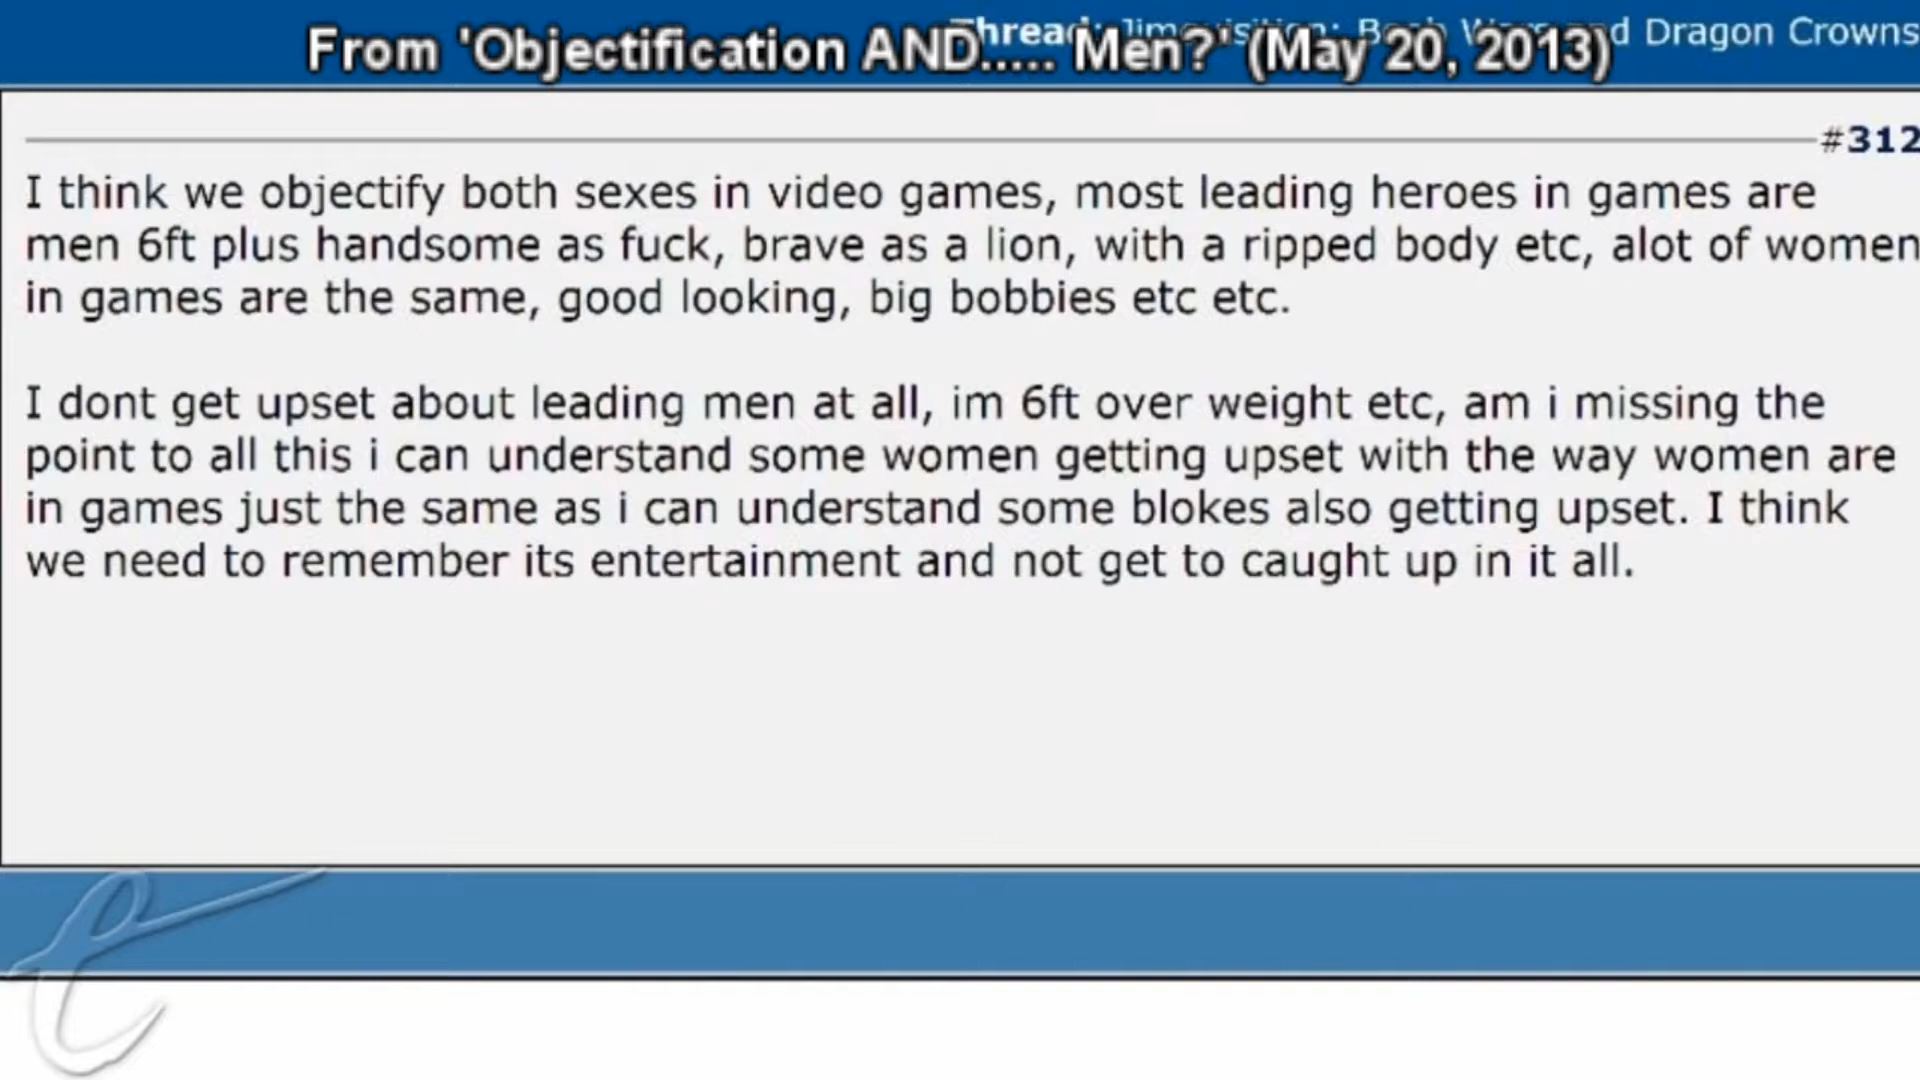 Thread: Jimquisition: Boob Wars and Dragon Crowns
From 'Objectification AND..... Men?' (May 20, 2013)
#312
I think we objectify both sexes in video games, most leading heroes in games are
men 6ft plus handsome as fuck, brave as a lion, with a ripped body etc, alot of women
in games are the same, good looking, big bobbies etc etc.
I dont get upset about leading men at all, im 6ft over weight etc, am i missing the
point to all this i can understand some women getting upset with the way women are
in games just the same as i can understand some blokes also getting upset. I think
we need to remember its entertainment and not get to caught up in it all.